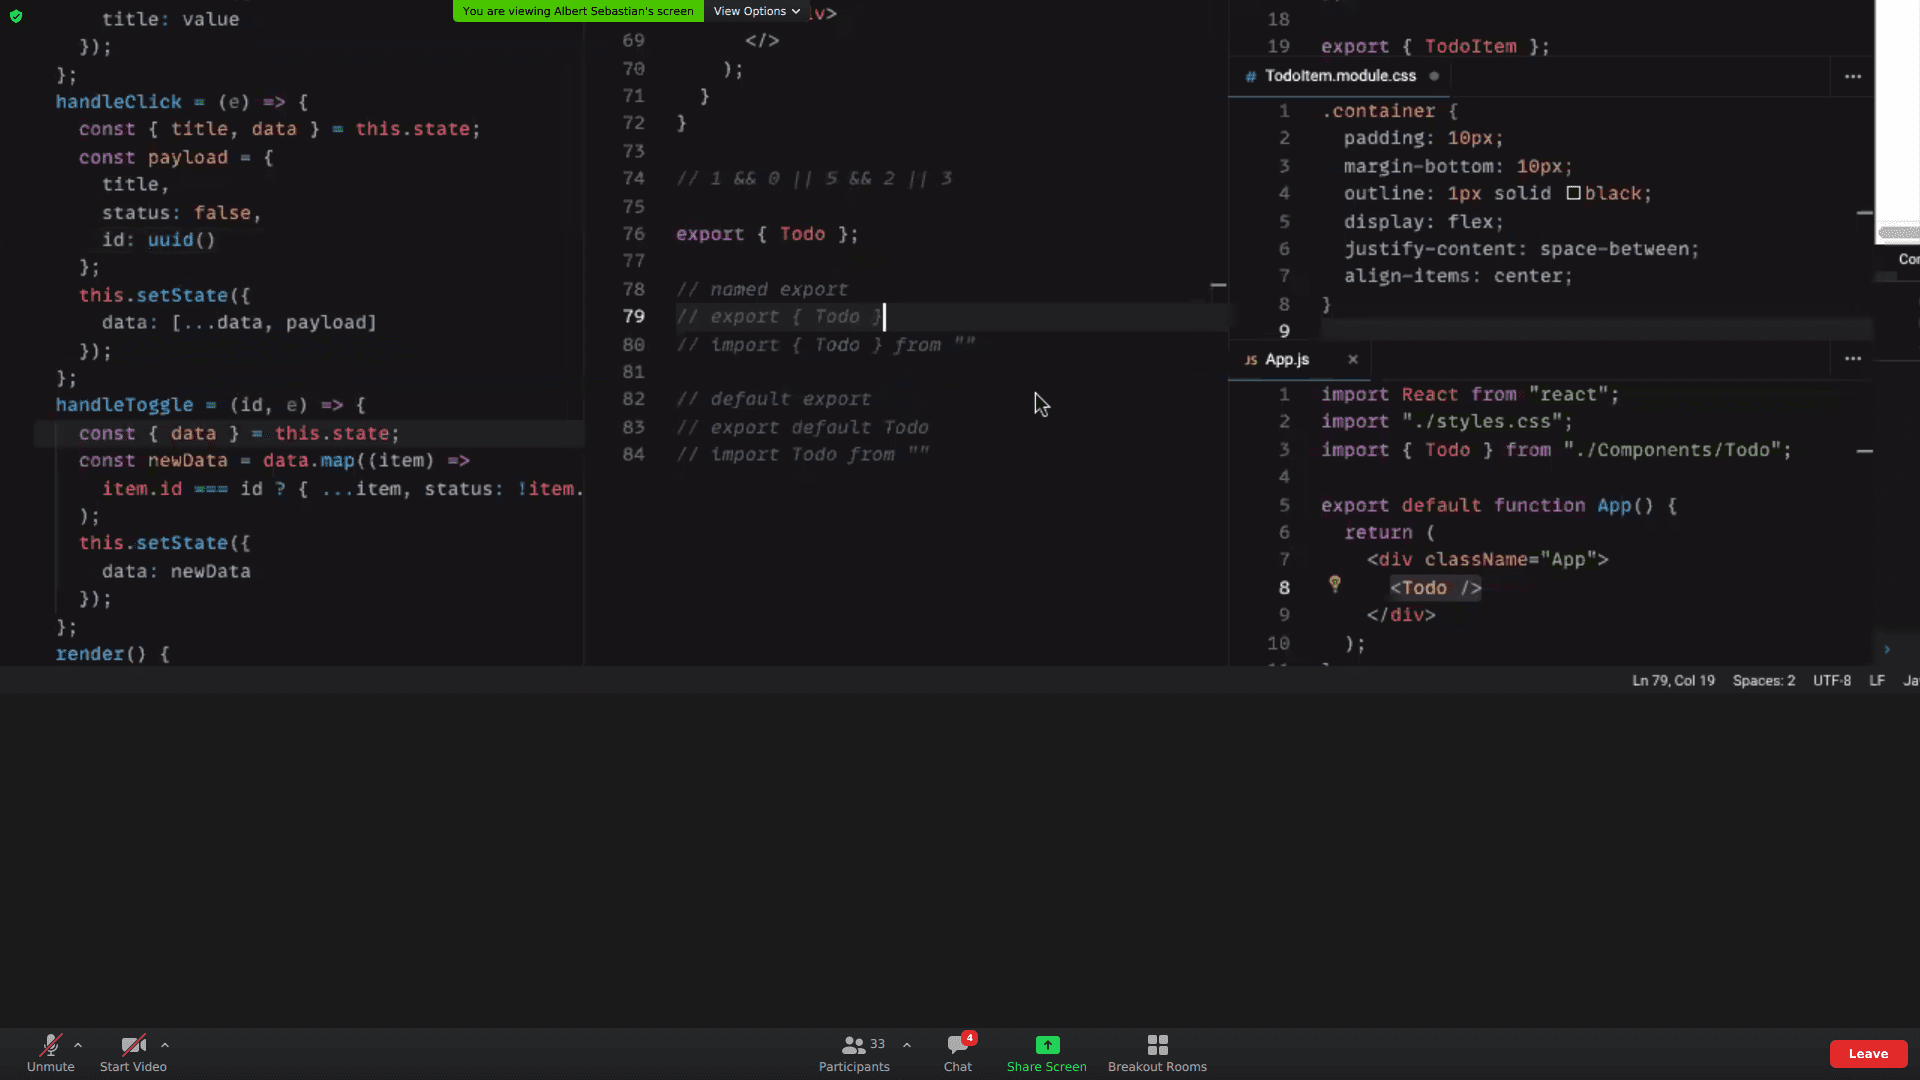 You are viewing Albert Sebastian's screen
View Options
title: value
});
};
handleClick = (e) => {
const { title, data } = this.state;
const payload = {
title,
status: false,
id: uuid()
};
this.setState({
data: [...data, payload]
});
};
handleToggle = (id, e) => {
const { data } = this.state;
const newData = data.map((item) =>
item.id === id ? { ...item, status: !item.
);
this.setState({
data: newData
});
};
render() {
69 </>
70 );
71 }
72 }
73
74 // 1 && 0 || 5 && 2 || 3
75
76 export { Todo };
77
78 // named export
79 // export { Todo }
80 // import { Todo } from ""
81
82 // default export
83 // export default Todo
84 // import Todo from ""
18
19 export { TodoItem };
# TodoItem.module.css
1 .container {
2 padding: 10px;
3 margin-bottom: 10px;
4 outline: 1px solid black;
5 display: flex;
6 justify-content: space-between;
7 align-items: center;
8 }
9
JS App.js
1 import React from "react";
2 import "./styles.css";
3 import { Todo } from "./Components/Todo";
4
5 export default function App() {
6 return (
7 <div className="App">
8 <Todo />
9 </div>
10 );
Ln 79, Col 19 Spaces: 2 UTF-8 LF
Unmute
Start Video
33
Participants
4
Chat
Share Screen
Breakout Rooms
Leave